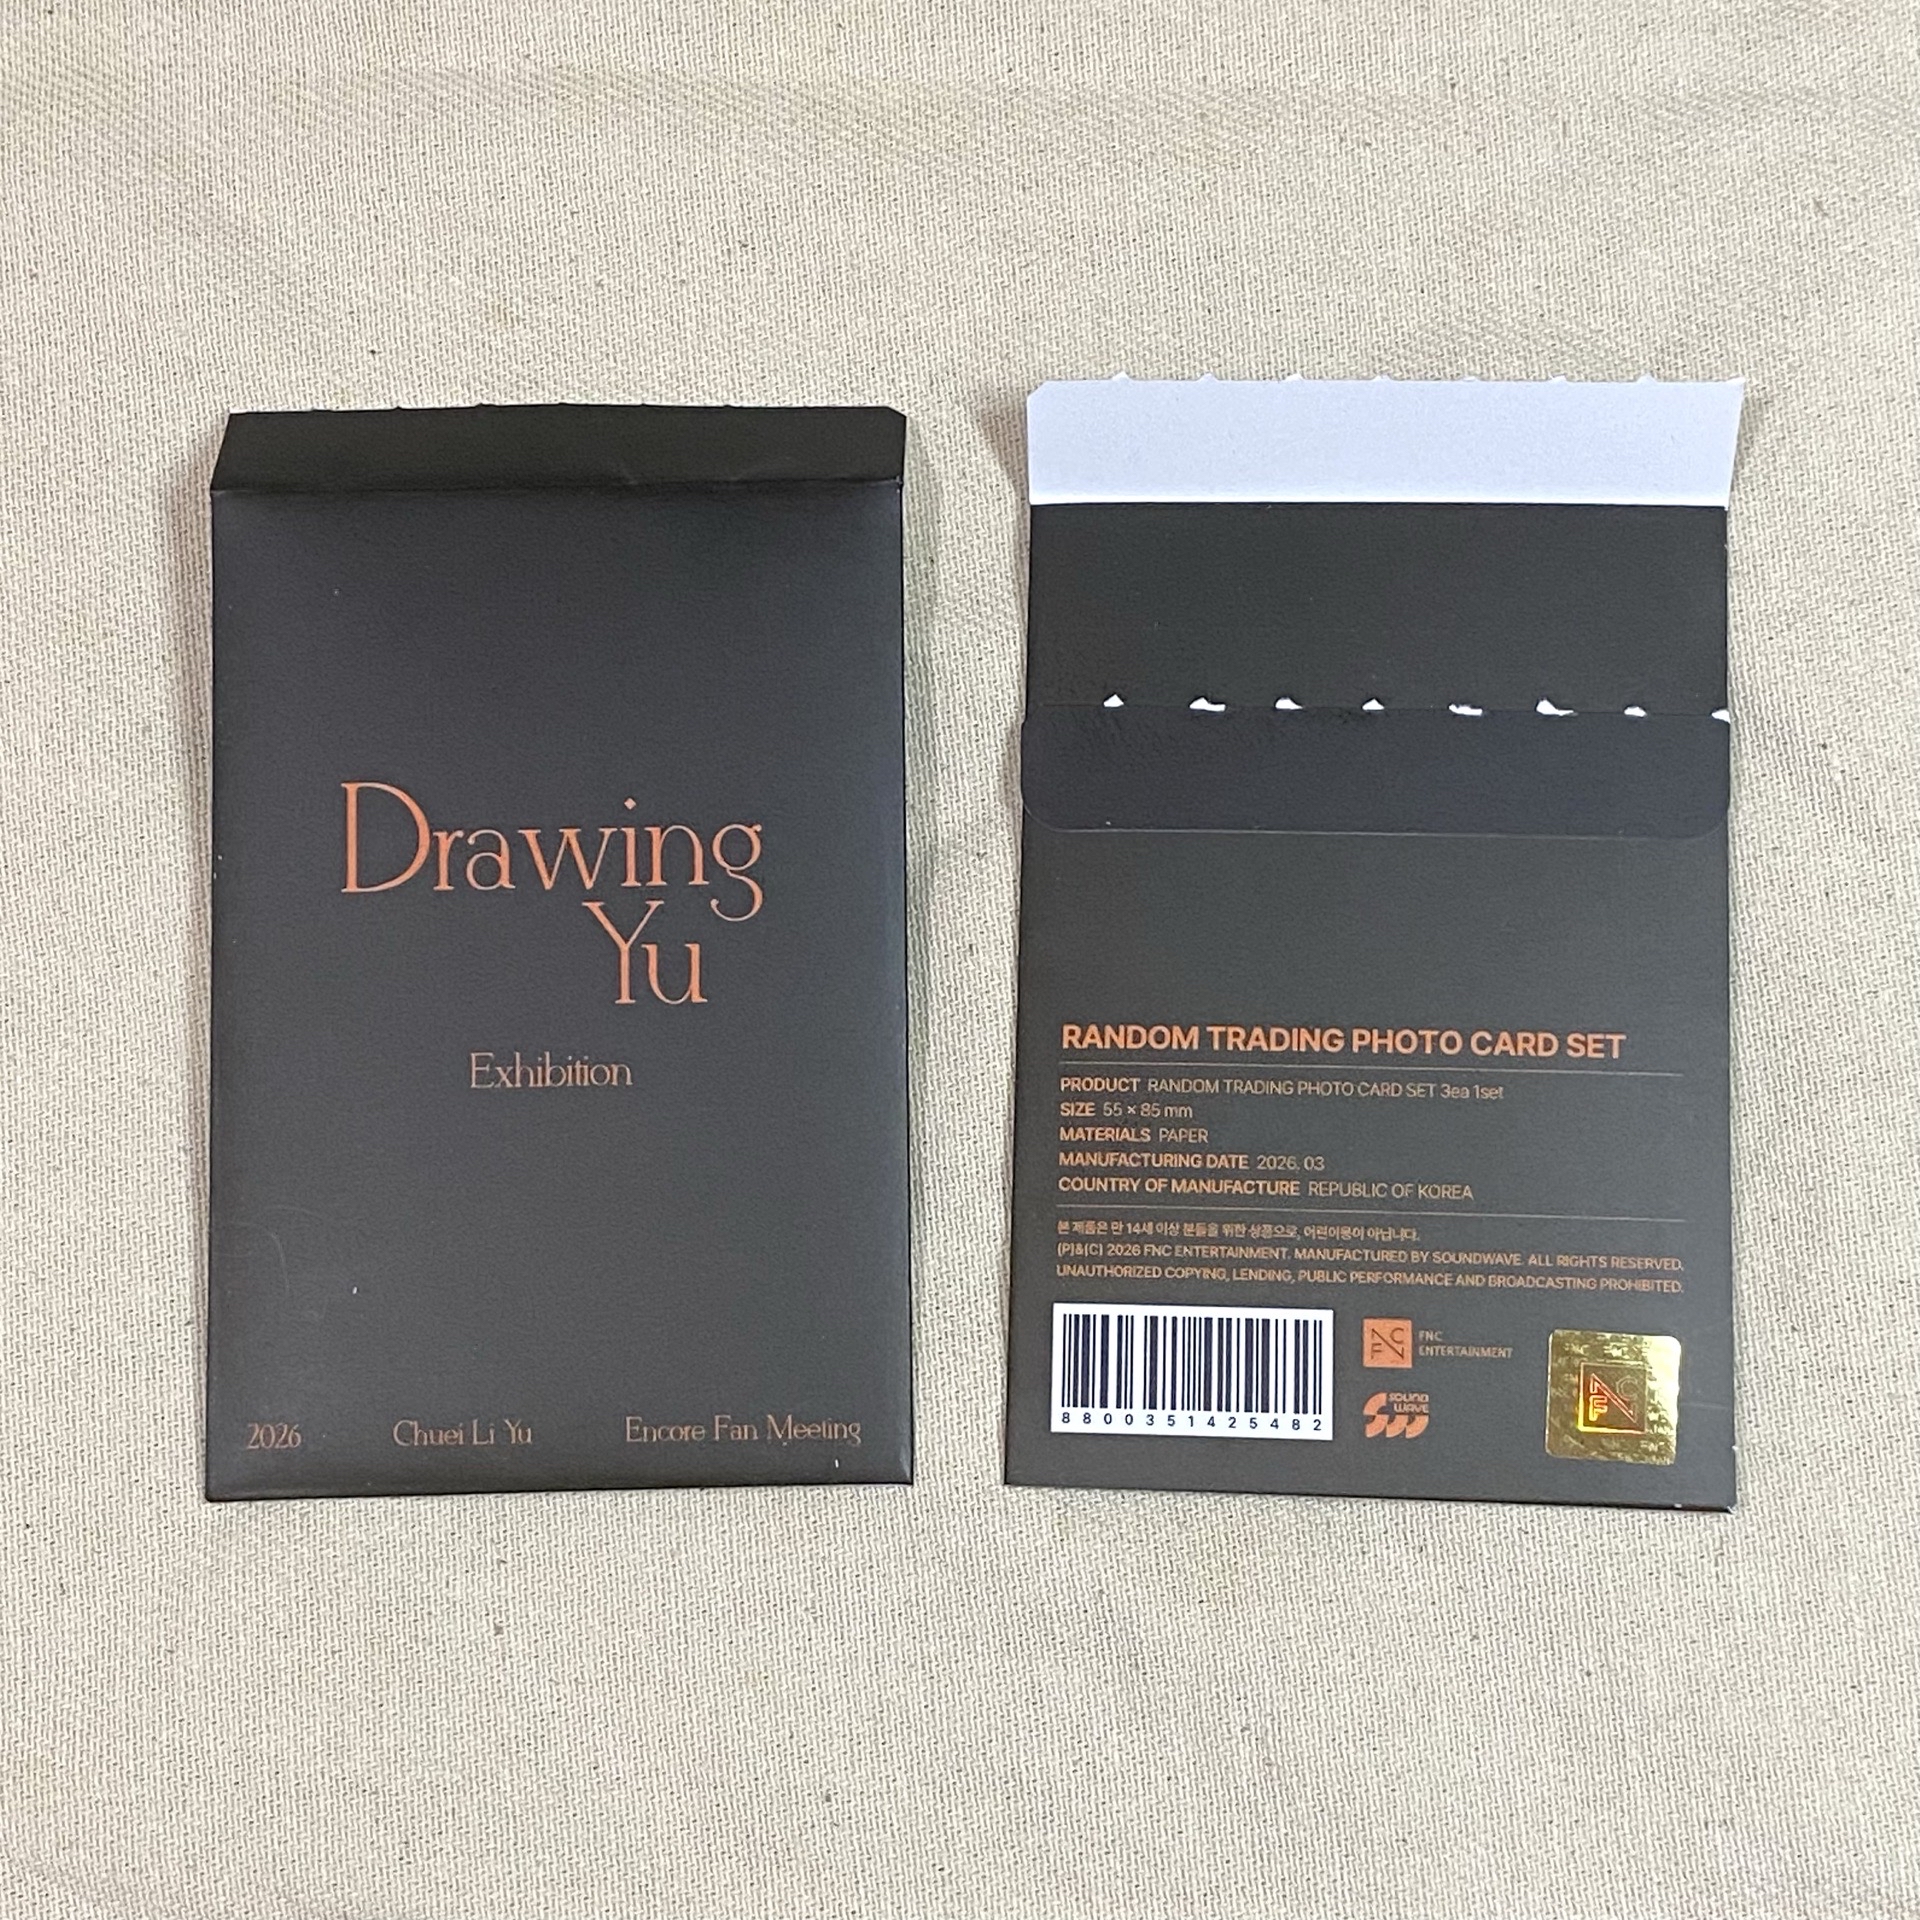 Drawing
Yu
Exhibition
2026 Chuei Li Yu Encore Fan Meeting
RANDOM TRADING PHOTO CARD SET
PRODUCT RANDOM TRADING PHOTO CARD SET 3ea 1set
SIZE 55 × 85 mm
MATERIALS PAPER
MANUFACTURING DATE 2026. 03
COUNTRY OF MANUFACTURE REPUBLIC OF KOREA
본 제품은 만 14세 이상 분들을 위한 상품으로, 어린이용이 아닙니다.
(P)&(C) 2026 FNC ENTERTAINMENT. MANUFACTURED BY SOUNDWAVE. ALL RIGHTS RESERVED.
UNAUTHORIZED COPYING, LENDING, PUBLIC PERFORMANCE AND BROADCASTING PROHIBITED.
8800351425482
FNC
FNC
ENTERTAINMENT
SOUND
WAVE
FNC